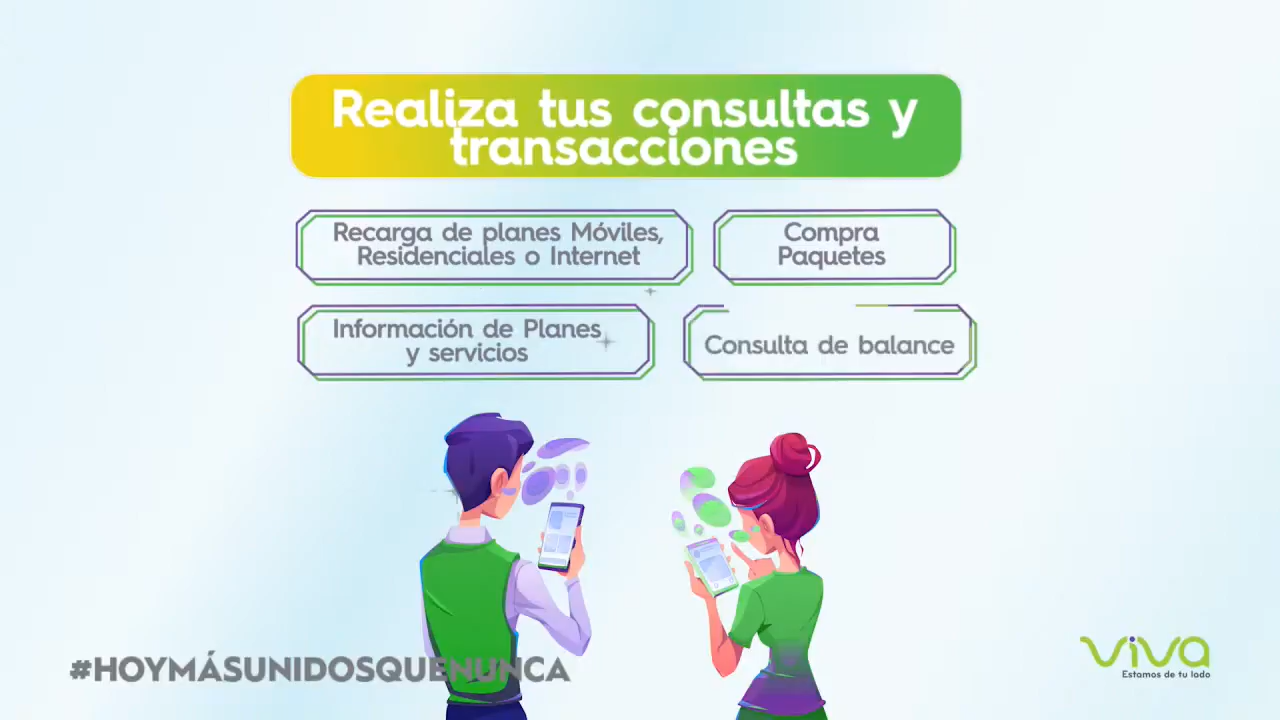 Realiza tus consultas y
transacciones
Recarga de planes Móviles,
Residenciales o Internet
Compra
Paquetes
Información de Planes
y servicios
Consulta de balance
#HOYMÁSUNIDOSQUENUNCA
viva
Estamos de tu lado